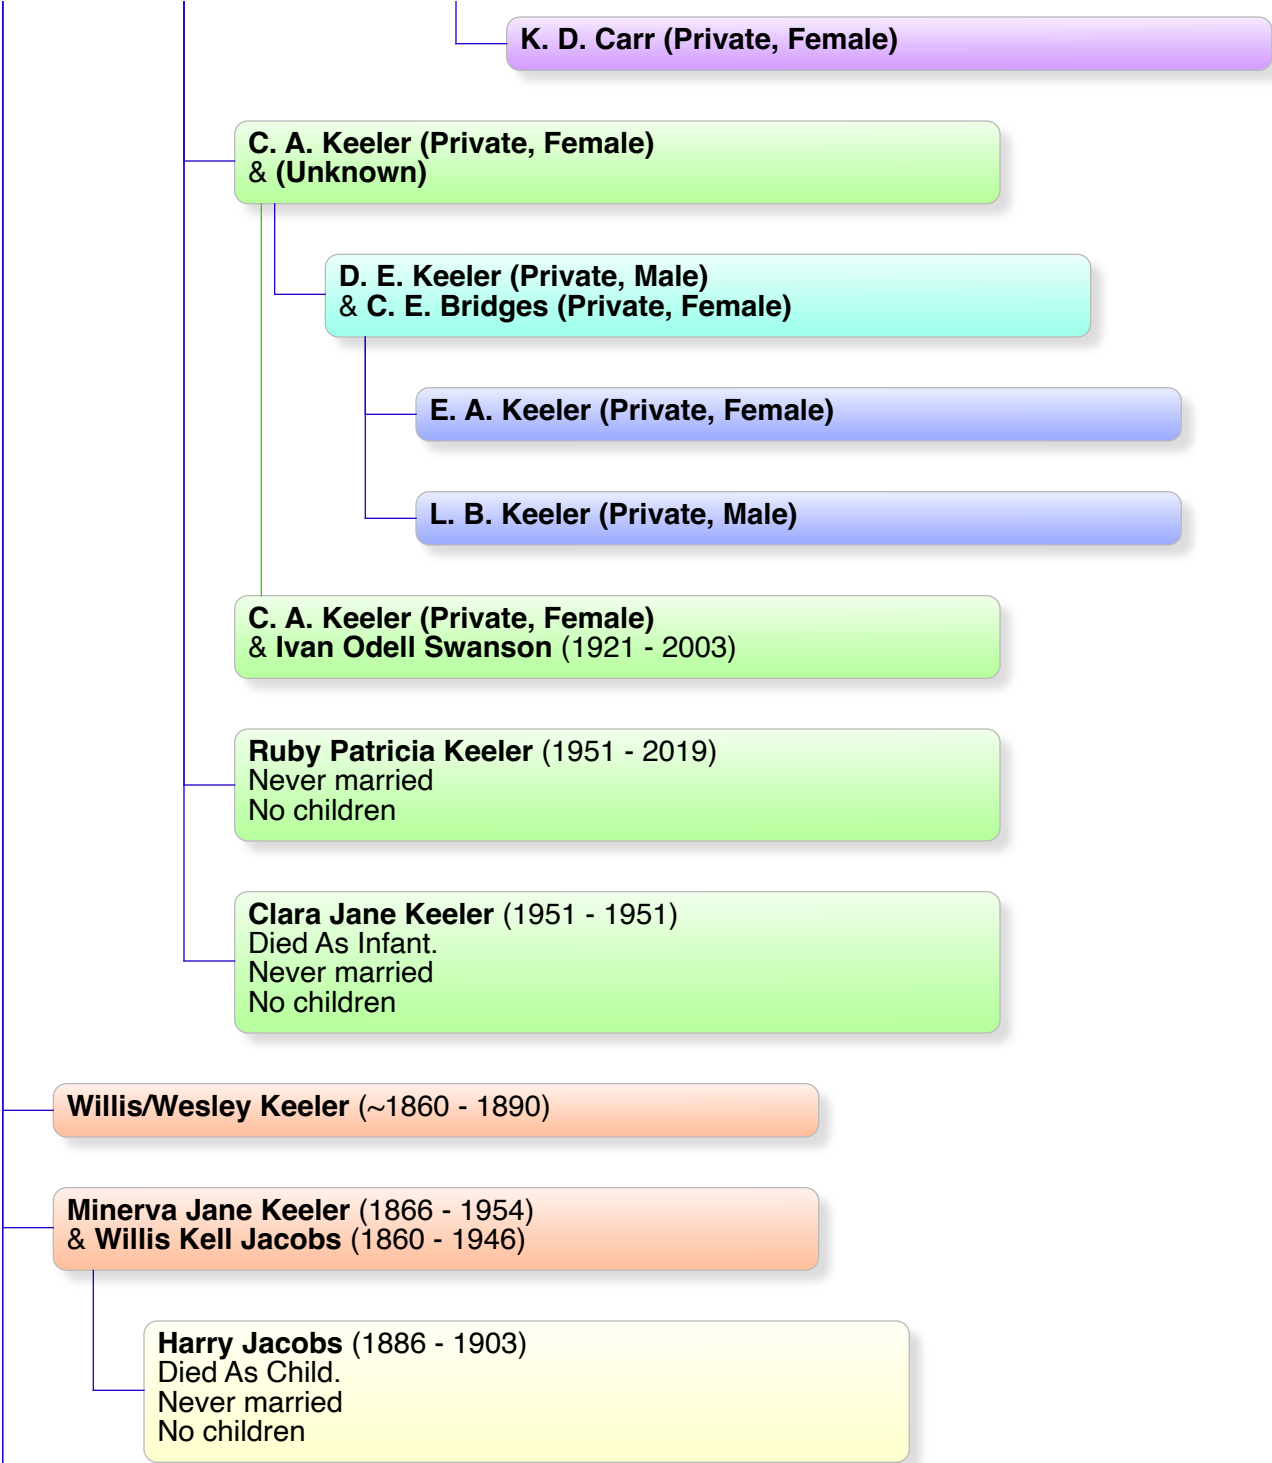 K. D. Carr (Private, Female)
C. A. Keeler (Private, Female)
& (Unknown)
D. E. Keeler (Private, Male)
& C. E. Bridges (Private, Female)
E. A. Keeler (Private, Female)
L. B. Keeler (Private, Male)
C. A. Keeler (Private, Female)
& Ivan Odell Swanson (1921 - 2003)
Ruby Patricia Keeler (1951 - 2019)
Never married
No children
Clara Jane Keeler (1951 - 1951)
Died As Infant.
Never married
No children
Willis/Wesley Keeler (~1860 - 1890)
Minerva Jane Keeler (1866 - 1954)
& Willis Kell Jacobs (1860 - 1946)
Harry Jacobs (1886 - 1903)
Died As Child.
Never married
No children